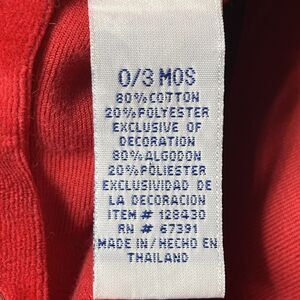 0/3 MOS
80% COTTON
20% POLYESTER
EXCLUSIVE OF
DECORATION
80% ALGODON
20% POLIESTER
EXCLUSIVIDAD DE
LA DECORACION
ITEM # 128430
RN # 67391
MADE IN/HECHO EN
THAILAND